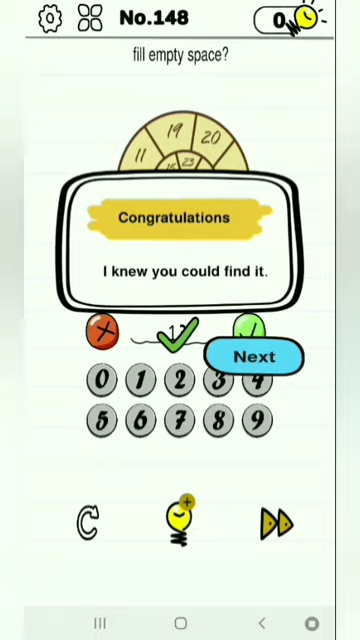 No.148
0
fill empty space?
19
20
11
23
Congratulations
I knew you could find it.
Next
0 1 2 3 4
5 6 7 8 9